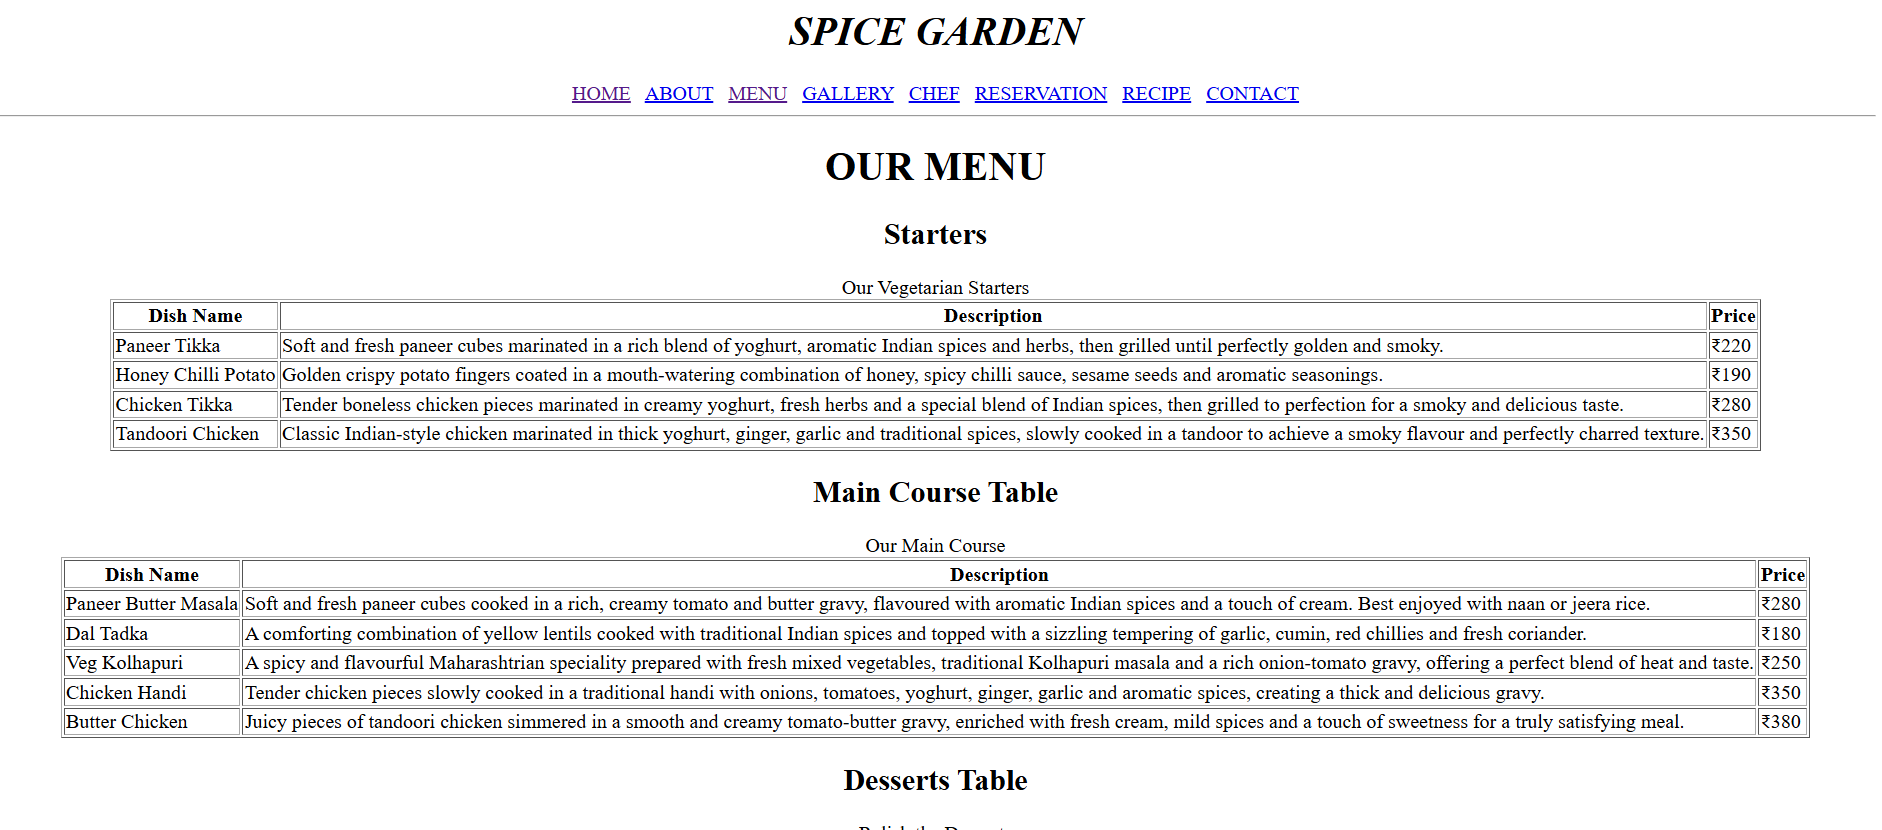 SPICE GARDEN
HOME ABOUT MENU GALLERY CHEF RESERVATION RECIPE CONTACT
OUR MENU
Starters
Our Vegetarian Starters
Dish Name Description Price
Paneer Tikka Soft and fresh paneer cubes marinated in a rich blend of yoghurt, aromatic Indian spices and herbs, then grilled until perfectly golden and smoky. ₹220
Honey Chilli Potato Golden crispy potato fingers coated in a mouth-watering combination of honey, spicy chilli sauce, sesame seeds and aromatic seasonings. ₹190
Chicken Tikka Tender boneless chicken pieces marinated in creamy yoghurt, fresh herbs and a special blend of Indian spices, then grilled to perfection for a smoky and delicious taste. ₹280
Tandoori Chicken Classic Indian-style chicken marinated in thick yoghurt, ginger, garlic and traditional spices, slowly cooked in a tandoor to achieve a smoky flavour and perfectly charred texture. ₹350
Main Course Table
Our Main Course
Dish Name Description Price
Paneer Butter Masala Soft and fresh paneer cubes cooked in a rich, creamy tomato and butter gravy, flavoured with aromatic Indian spices and a touch of cream. Best enjoyed with naan or jeera rice. ₹280
Dal Tadka A comforting combination of yellow lentils cooked with traditional Indian spices and topped with a sizzling tempering of garlic, cumin, red chillies and fresh coriander. ₹180
Veg Kolhapuri A spicy and flavourful Maharashtrian speciality prepared with fresh mixed vegetables, traditional Kolhapuri masala and a rich onion-tomato gravy, offering a perfect blend of heat and taste. ₹250
Chicken Handi Tender chicken pieces slowly cooked in a traditional handi with onions, tomatoes, yoghurt, ginger, garlic and aromatic spices, creating a thick and delicious gravy. ₹350
Butter Chicken Juicy pieces of tandoori chicken simmered in a smooth and creamy tomato-butter gravy, enriched with fresh cream, mild spices and a touch of sweetness for a truly satisfying meal. ₹380
Desserts Table